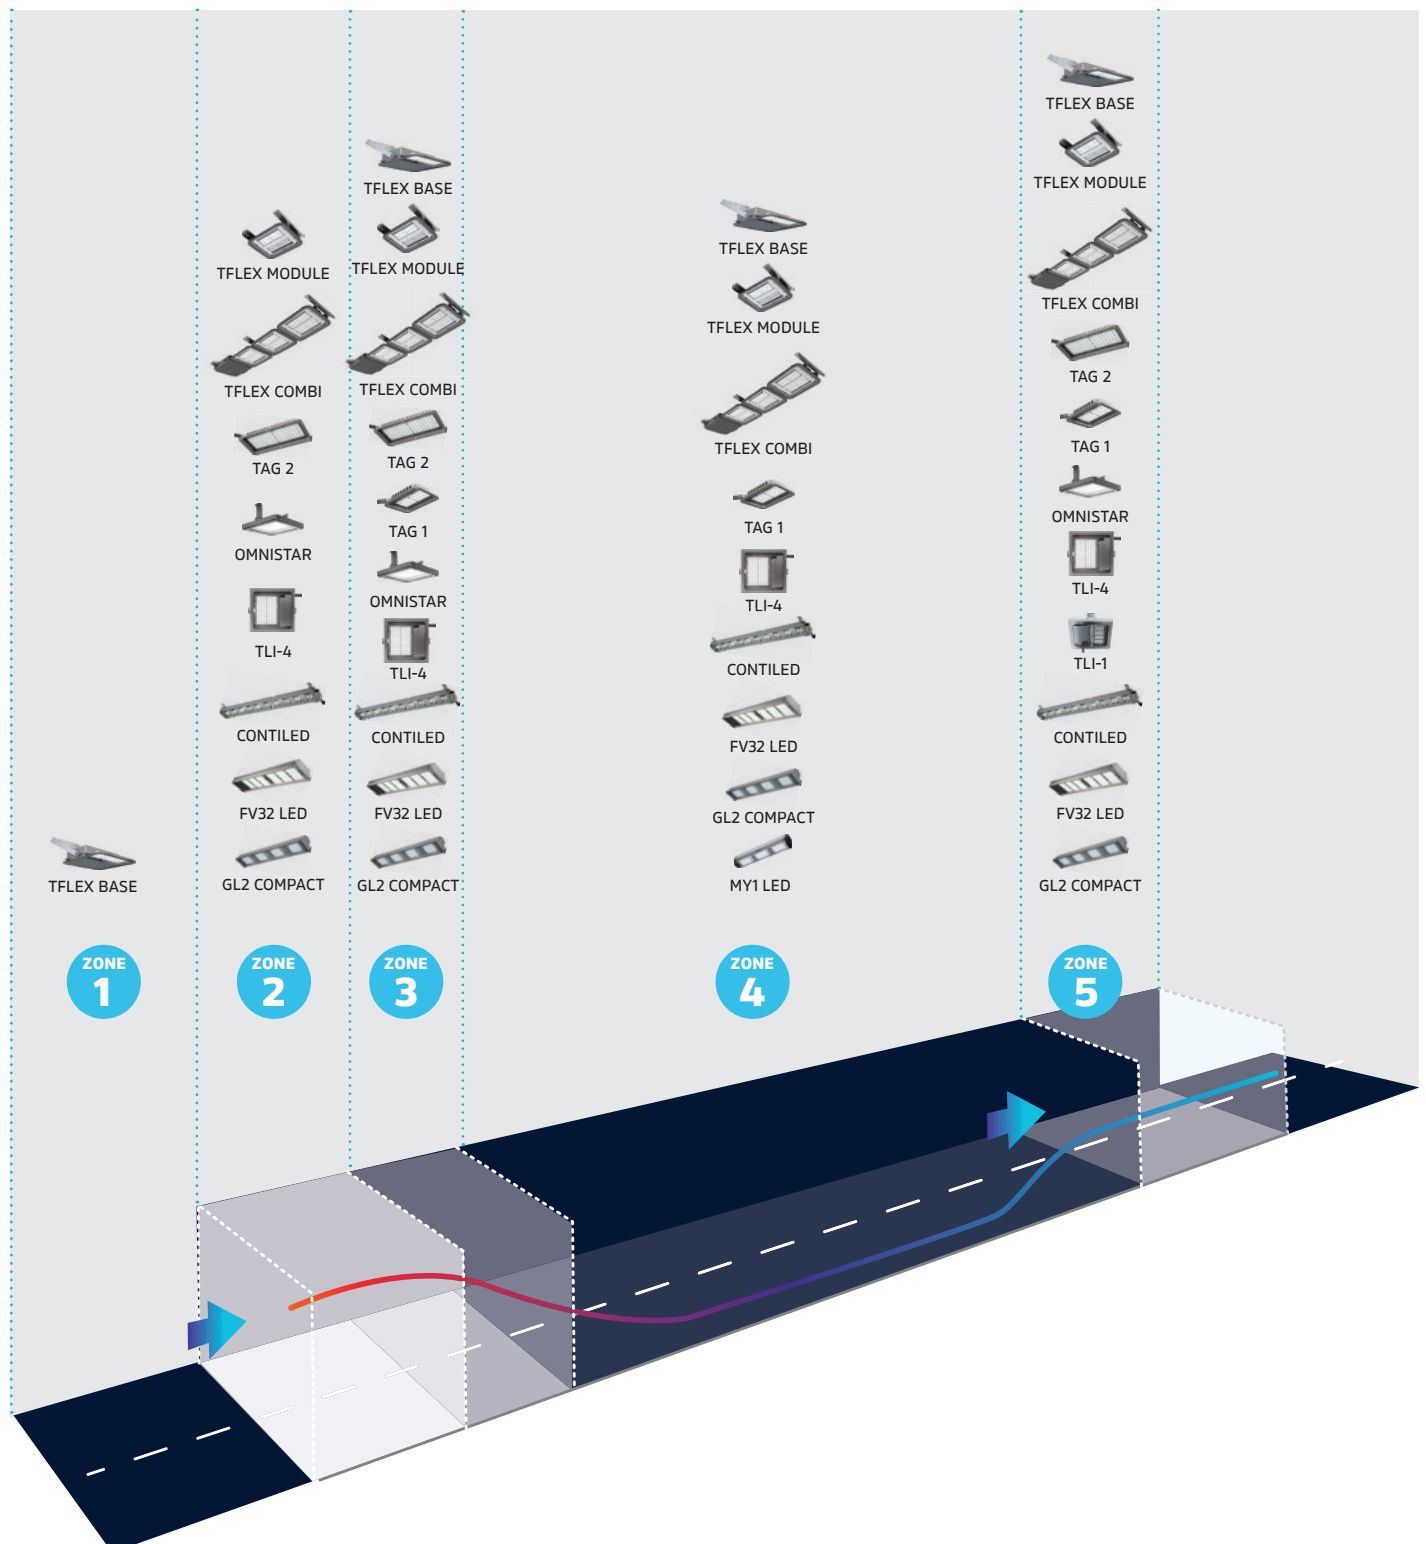 TFLEX BASE
ZONE
1
TFLEX MODULE
TFLEX COMBI
TAG 2
OMNISTAR
TLI-4
CONTILED
FV32 LED
GL2 COMPACT
ZONE
2
TFLEX BASE
TFLEX MODULE
TFLEX COMBI
TAG 2
TAG 1
OMNISTAR
TLI-4
CONTILED
FV32 LED
GL2 COMPACT
ZONE
3
TFLEX BASE
TFLEX MODULE
TFLEX COMBI
TAG 1
TLI-4
CONTILED
FV32 LED
GL2 COMPACT
MY1 LED
ZONE
4
TFLEX BASE
TFLEX MODULE
TFLEX COMBI
TAG 2
TAG 1
OMNISTAR
TLI-4
TLI-1
CONTILED
FV32 LED
GL2 COMPACT
ZONE
5